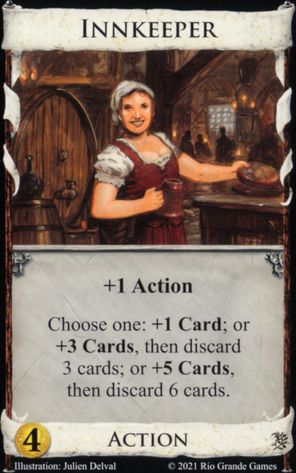 INNKEEPER
+1 Action
Choose one: +1 Card; or
+3 Cards, then discard
3 cards; or +5 Cards,
then discard 6 cards.
4
ACTION
Illustration: Julien Delval
© 2021 Rio Grande Games